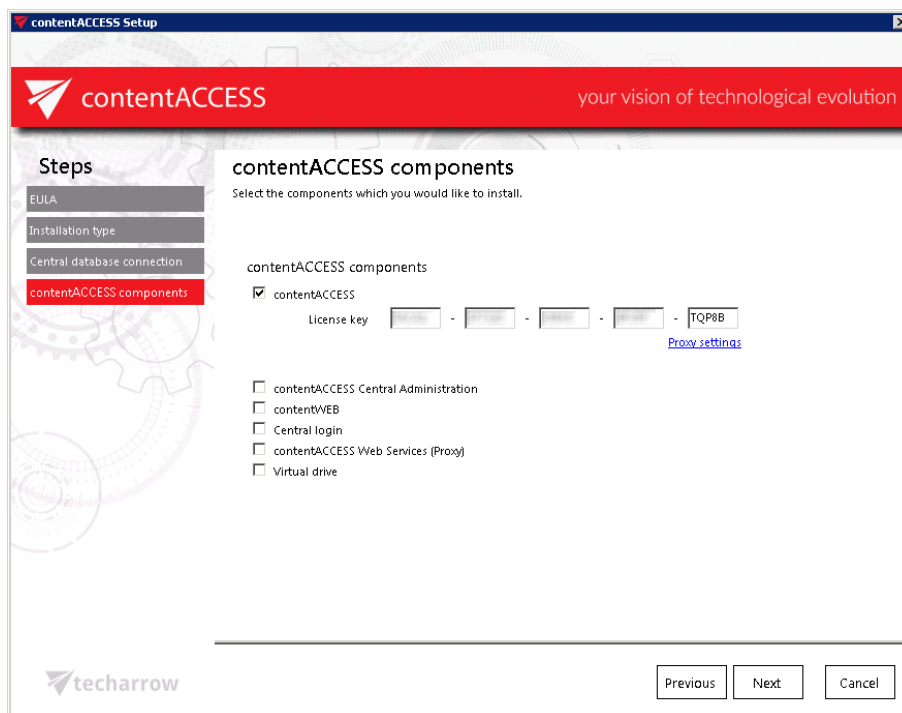 contentACCESS Setup
contentACCESS
your vision of technological evolution
Steps
EULA
Installation type
Central database connection
contentACCESS components
contentACCESS components
Select the components which you would like to install.
contentACCESS components
contentACCESS
License key - - - - TQP8B
Proxy settings
contentACCESS Central Administration
contentWEB
Central login
contentACCESS Web Services (Proxy)
Virtual drive
techarrow
Previous Next Cancel